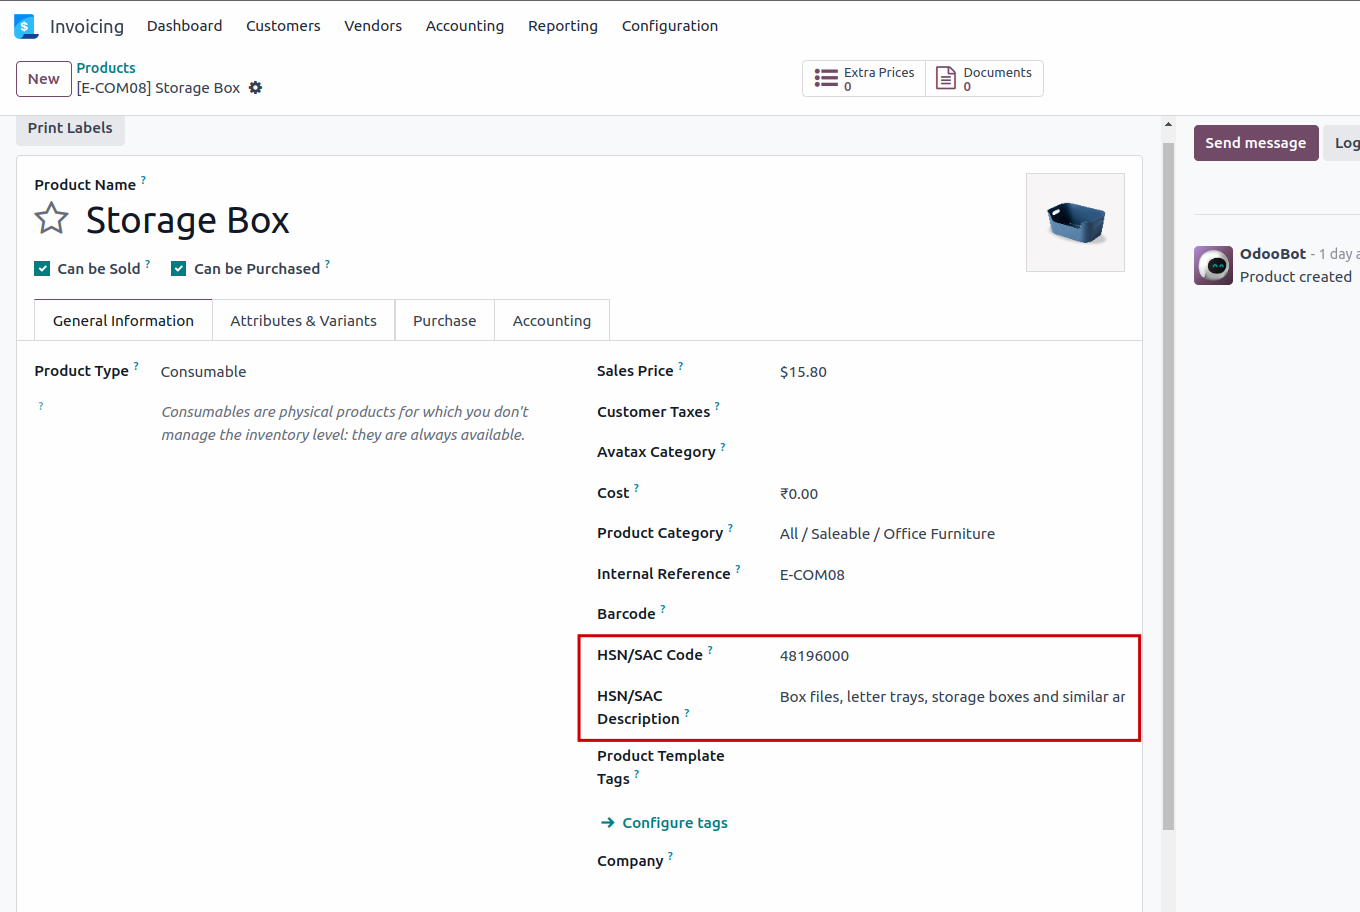 Invoicing Dashboard Customers Vendors Accounting Reporting Configuration
New
Products
[E-COM08] Storage Box
Extra Prices
0
Documents
0
Print Labels
Send message
Log
Product Name ?
Storage Box
Can be Sold ? Can be Purchased ?
OdooBot - 1 day a
Product created
General Information Attributes & Variants Purchase Accounting
Product Type ? Consumable
?
Consumables are physical products for which you don't
manage the inventory level: they are always available.
Sales Price ? $15.80
Customer Taxes ?
Avatax Category ?
Cost ? ₹0.00
Product Category ? All / Saleable / Office Furniture
Internal Reference ? E-COM08
Barcode ?
HSN/SAC Code ? 48196000
HSN/SAC
Description ?
Box files, letter trays, storage boxes and similar ar
Product Template
Tags ?
Configure tags
Company ?